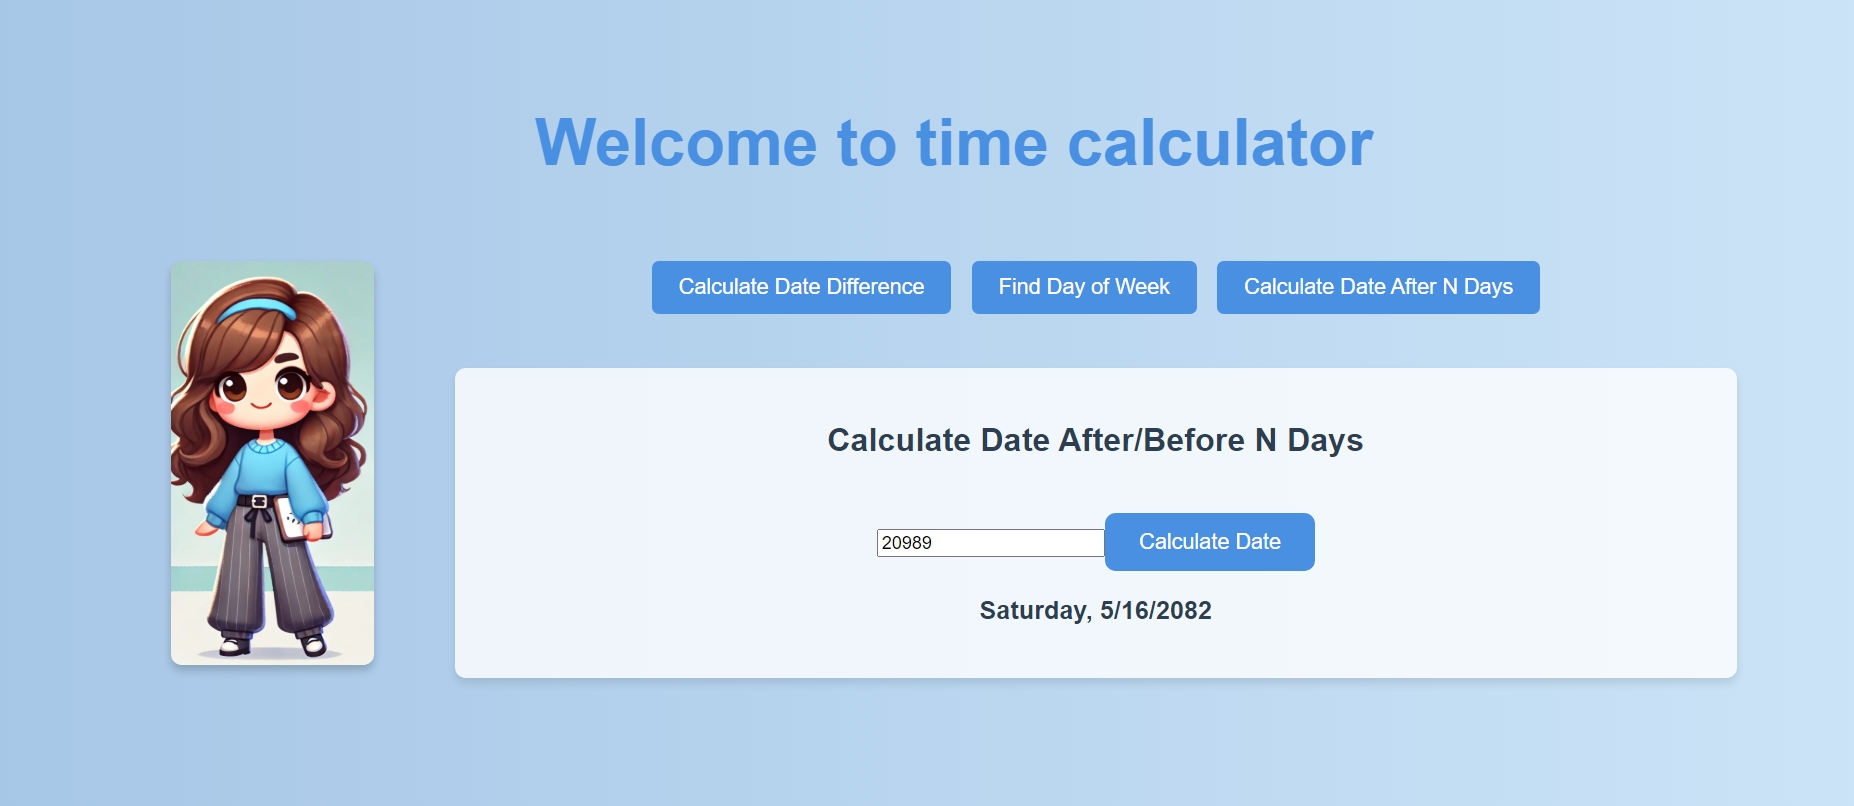 Welcome to time calculator
Calculate Date Difference
Find Day of Week
Calculate Date After N Days
Calculate Date After/Before N Days
20989
Calculate Date
Saturday, 5/16/2082